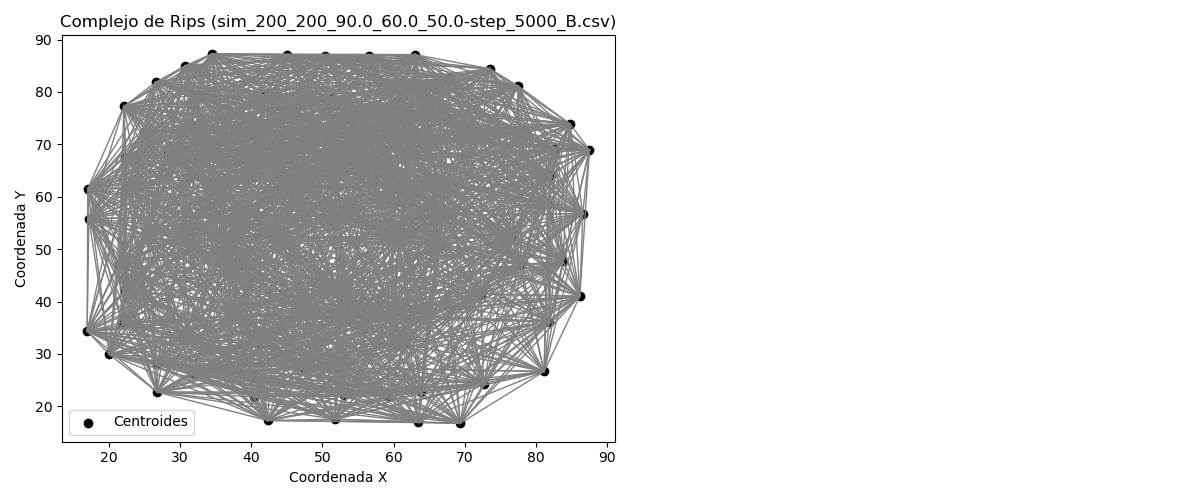 Complejo de Rips (sim_200_200_90.0_60.0_50.0-step_5000_B.csv)
90
80
70
60
50
40
30
20
Coordenada Y
Centroides
20 30 40 50 60 70 80 90
Coordenada X